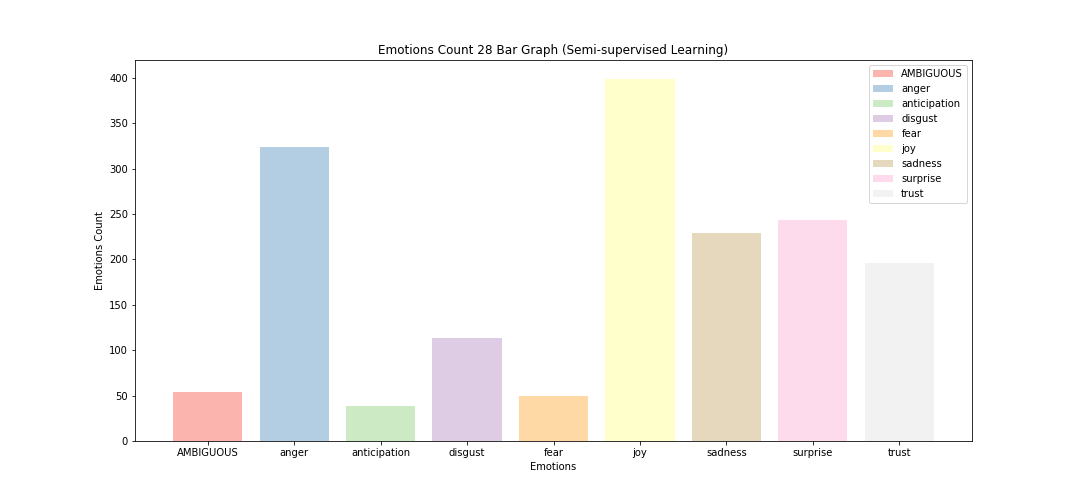 Emotions Count 28 Bar Graph (Semi-supervised Learning)
AMBIGUOUS
anger
anticipation
disgust
fear
joy
sadness
surprise
trust
Emotions Count
400
350
300
250
200
150
100
50
0
AMBIGUOUS anger anticipation disgust fear joy sadness surprise trust
Emotions